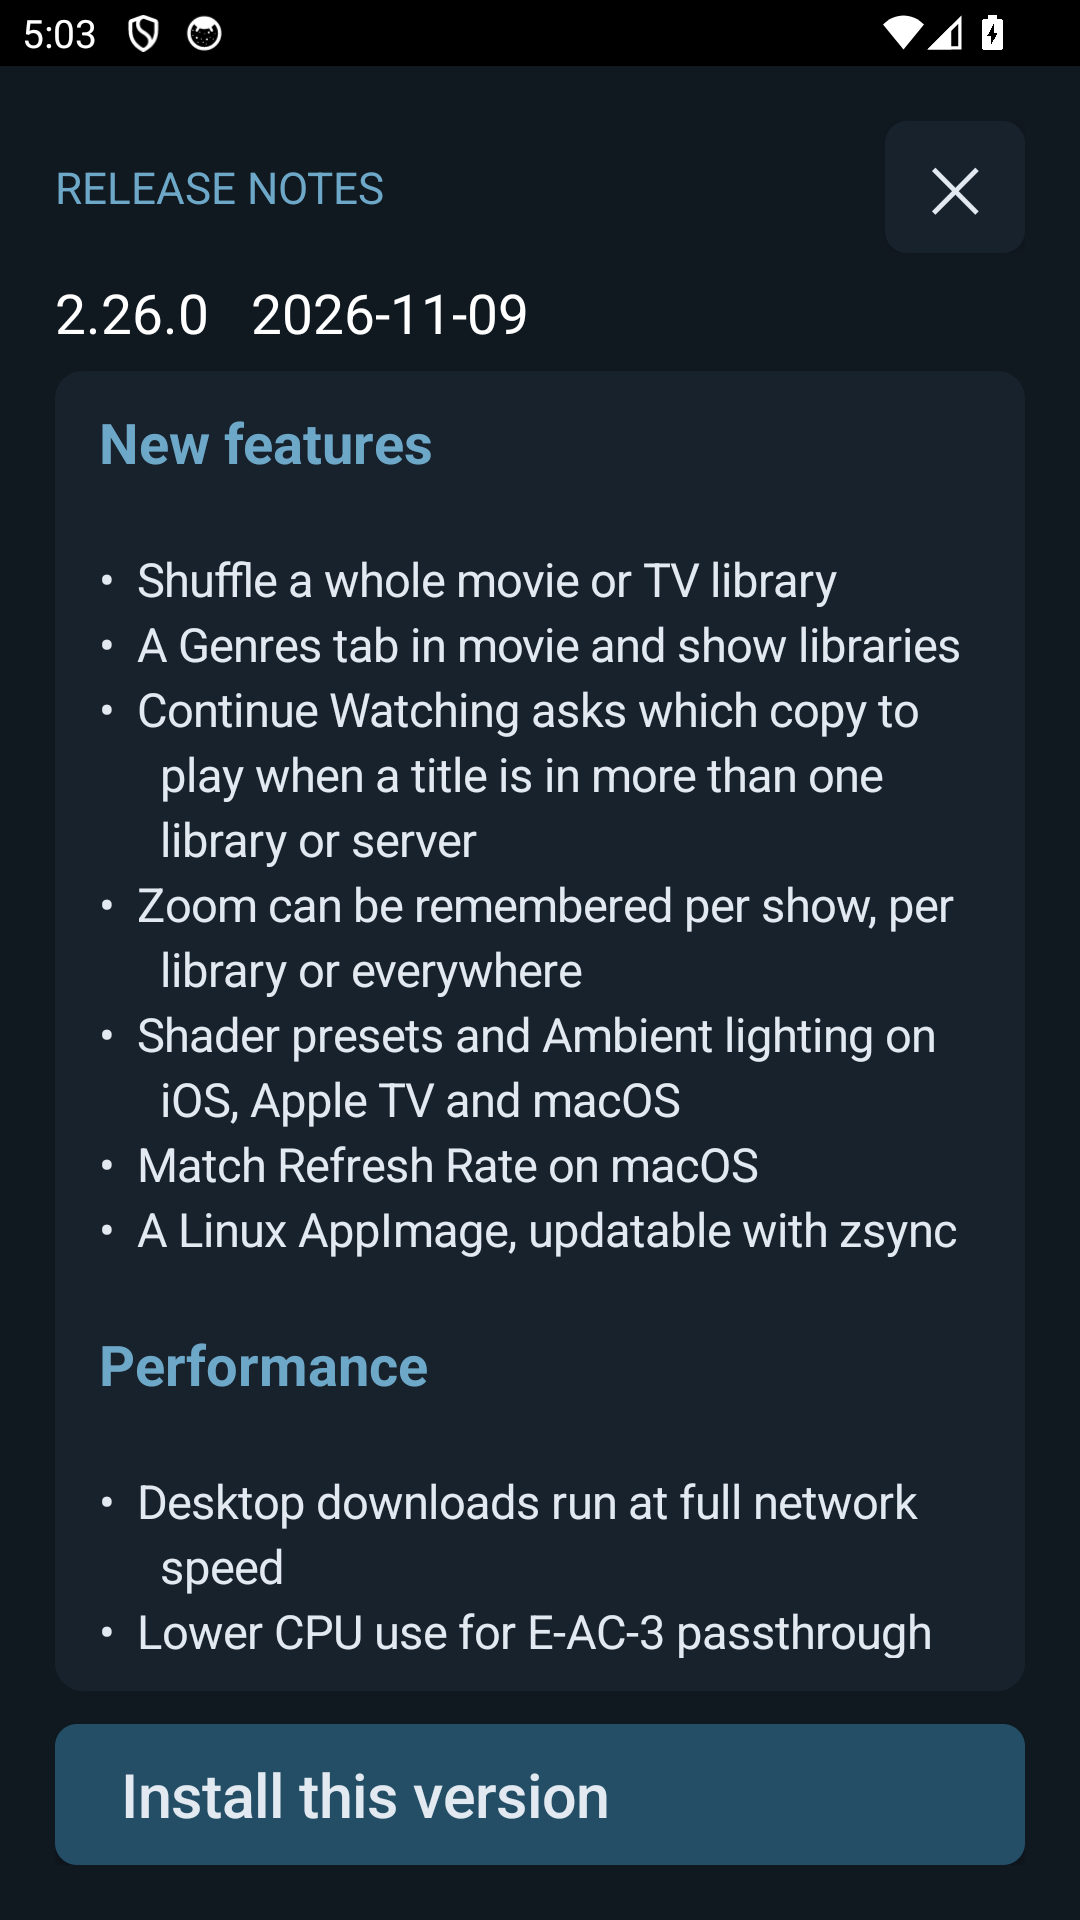 5:03
RELEASE NOTES
2.26.0 2026-11-09
New features
• Shuffle a whole movie or TV library
• A Genres tab in movie and show libraries
• Continue Watching asks which copy to
play when a title is in more than one
library or server
• Zoom can be remembered per show, per
library or everywhere
• Shader presets and Ambient lighting on
iOS, Apple TV and macOS
• Match Refresh Rate on macOS
• A Linux AppImage, updatable with zsync
Performance
• Desktop downloads run at full network
speed
• Lower CPU use for E-AC-3 passthrough
Install this version